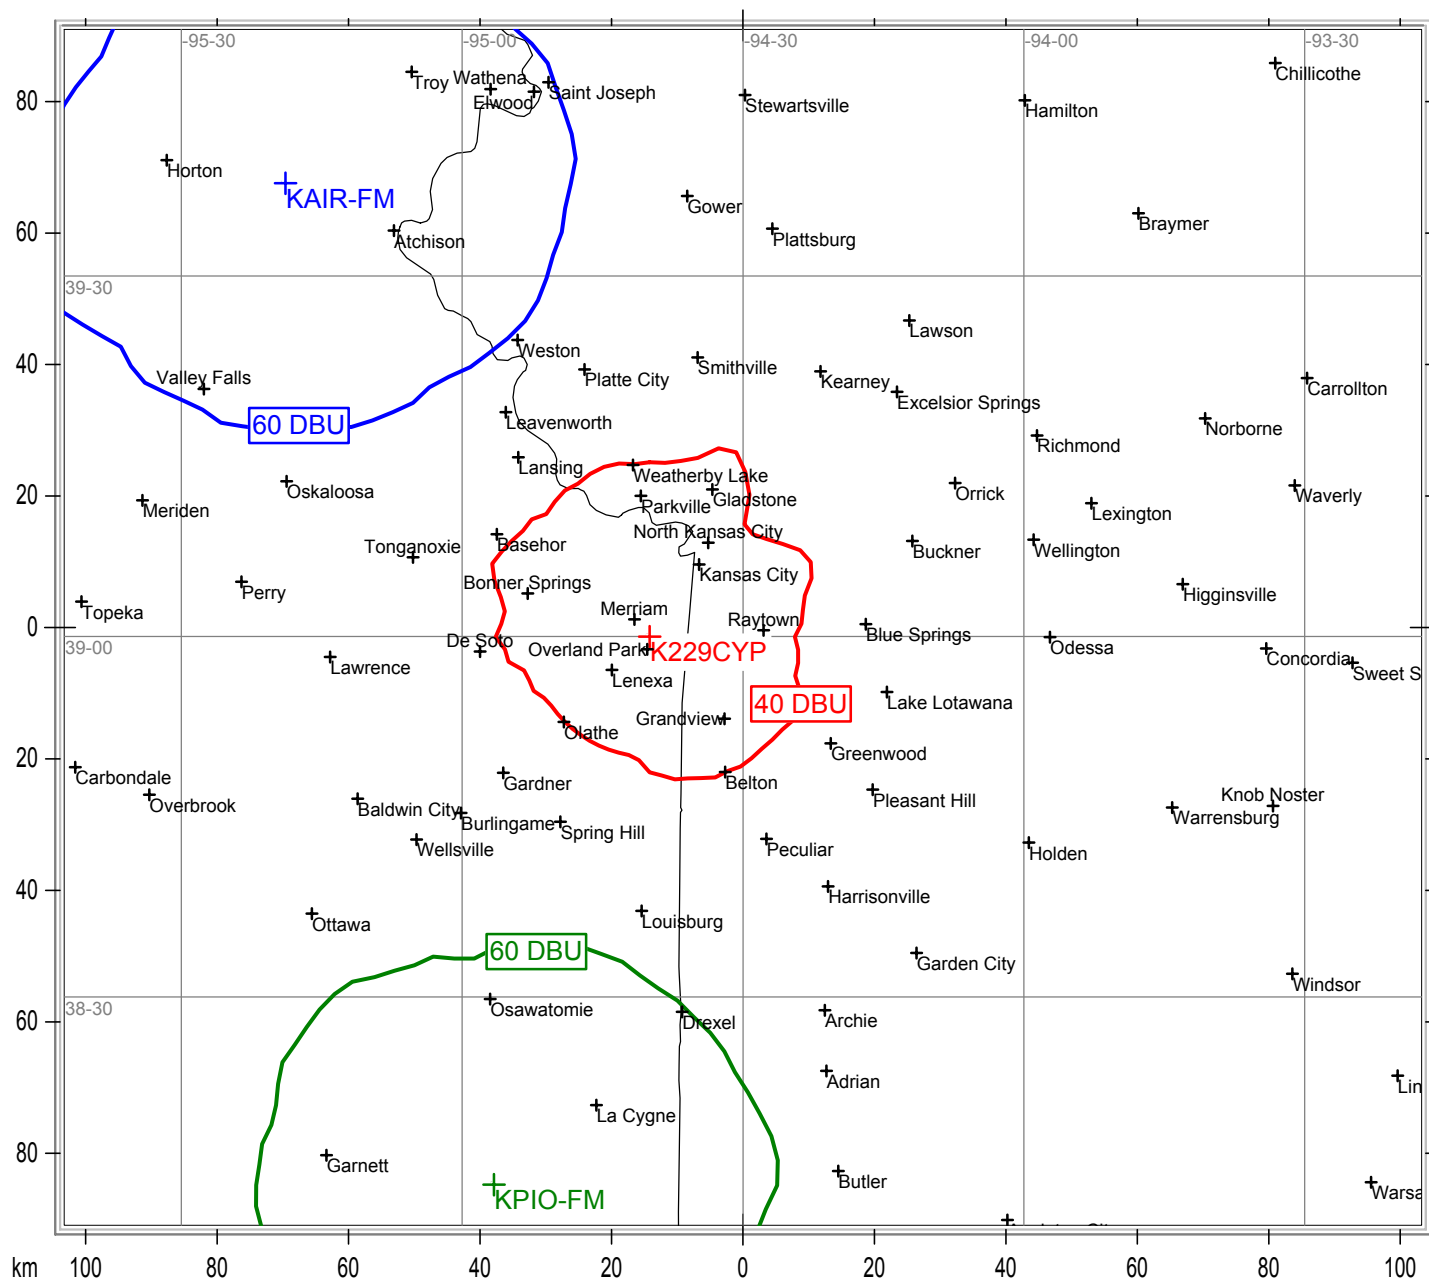 -95-30
-95-00
-94-30
-94-00
-93-30
Chillicothe
Troy
Wathena
Elwood
Saint Joseph
80
Stewartsville
Hamilton
Horton
KAIR-FM
Gower
Braymer
60
Atchison
Plattsburg
39-30
Lawson
Weston
Smithville
40
Valley Falls
Platte City
Kearney
Carrollton
Excelsior Springs
60 DBU
Leavenworth
Norborne
Richmond
Lansing
Weatherby Lake
Oskaloosa
20
Gladstone
Orrick
Waverly
Meriden
Parkville
Lexington
North Kansas City
Tonganoxie
Basehor
Buckner
Wellington
Kansas City
Bonner Springs
Perry
Higginsville
Topeka
Merriam
Raytown
0
Blue Springs
39-00
De Soto
Overland Park
K229CYP
Odessa
Concordia
Lawrence
Lenexa
Sweet S
40 DBU
Lake Lotawana
Grandview
Olathe
Greenwood
20
Carbondale
Gardner
Belton
Overbrook
Baldwin City
Burlingame
Pleasant Hill
Knob Noster
Warrensburg
Spring Hill
Wellsville
Peculiar
Holden
40
Harrisonville
Ottawa
Louisburg
60 DBU
Garden City
Windsor
38-30
Osawatomie
60
Drexel
Archie
Adrian
Lin
La Cygne
80
Garnett
Butler
KPIO-FM
Warsa
km 100 80 60 40 20 0 20 40 60 80 100